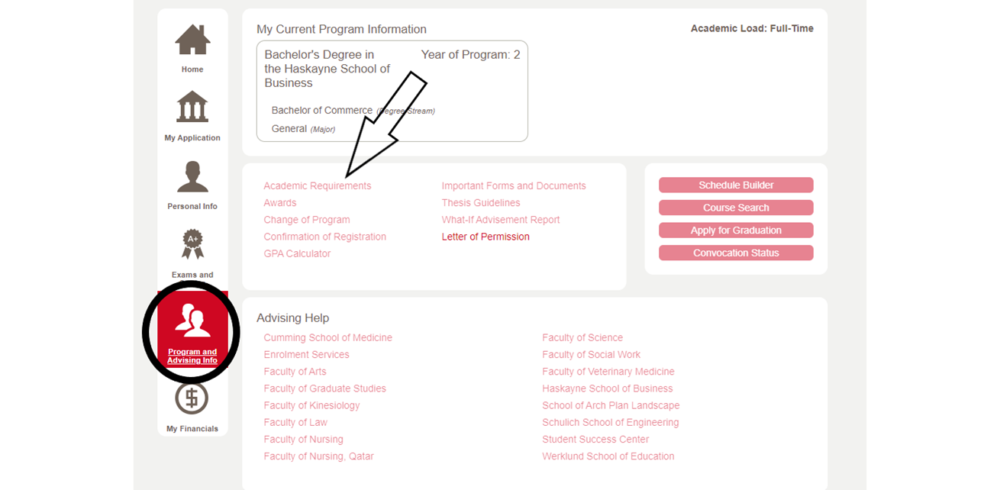 Home
My Application
Personal Info
Exams and
Program and
Advising Info
My Financials
My Current Program Information
Academic Load: Full-Time
Bachelor's Degree in
the Haskayne School of
Business
Year of Program: 2
Bachelor of Commerce (Degree Stream)
General (Major)
Academic Requirements
Awards
Change of Program
Confirmation of Registration
GPA Calculator
Important Forms and Documents
Thesis Guidelines
What-If Advisement Report
Letter of Permission
Schedule Builder
Course Search
Apply for Graduation
Convocation Status
Advising Help
Cumming School of Medicine
Enrolment Services
Faculty of Arts
Faculty of Graduate Studies
Faculty of Kinesiology
Faculty of Law
Faculty of Nursing
Faculty of Nursing, Qatar
Faculty of Science
Faculty of Social Work
Faculty of Veterinary Medicine
Haskayne School of Business
School of Arch Plan Landscape
Schulich School of Engineering
Student Success Center
Werklund School of Education